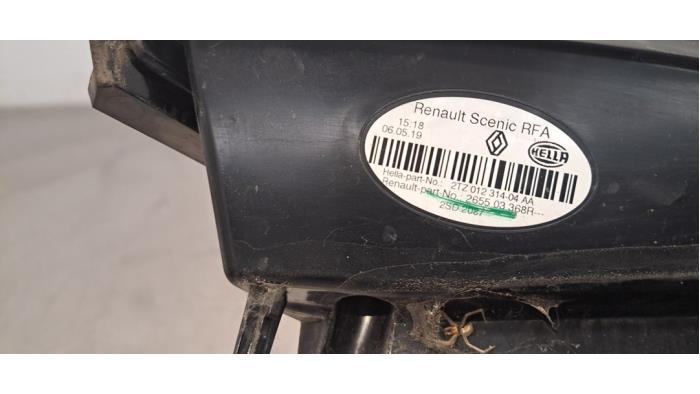 Renault Scenic RFA
15:18
06.05.19
HELLA
Hella-part-No.: 2TZ 012 314-04 AA
Renault-part-No.: 2655 03 368R---
2SD.2087